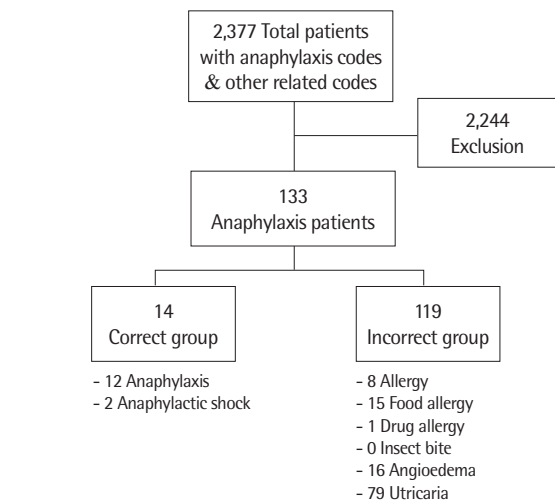 2,377 Total patients
with anaphylaxis codes
& other related codes
2,244
Exclusion
133
Anaphylaxis patients
14
Correct group
119
Incorrect group
- 12 Anaphylaxis
- 2 Anaphylactic shock
- 8 Allergy
- 15 Food allergy
- 1 Drug allergy
- 0 Insect bite
- 16 Angioedema
- 79 Utricaria